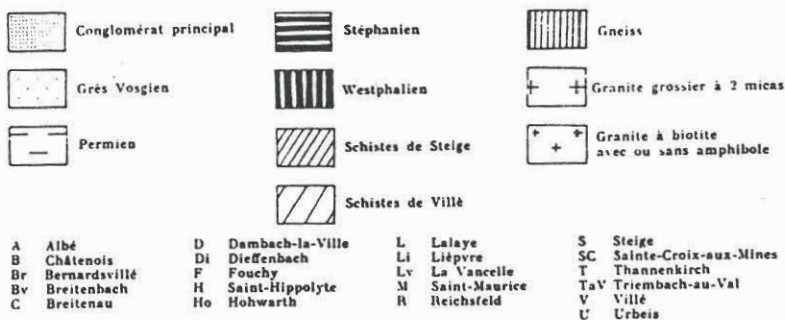 Conglomérat principal
Grès Vosgien
Permien
Stéphanien
Westphalien
Schistes de Steige
Schistes de Villé
Gneiss
Granite grossier à 2 micas
Granite à biotite
avec ou sans amphibole
A Albé
B Châtenois
Br Bernardsvillé
Bv Breitenbach
C Breitenau
D Dambach-la-Ville
Di Dieffenbach
F Fouchy
H Saint-Hippolyte
Ho Hohwarth
L Lalaye
Li Lièpvre
Lv La Vancelle
M Saint-Maurice
R Reichsfeld
S Steige
SC Sainte-Croix-aux-Mines
T Thannenkirch
TaV Triembach-au-Val
V Villé
U Urbeis